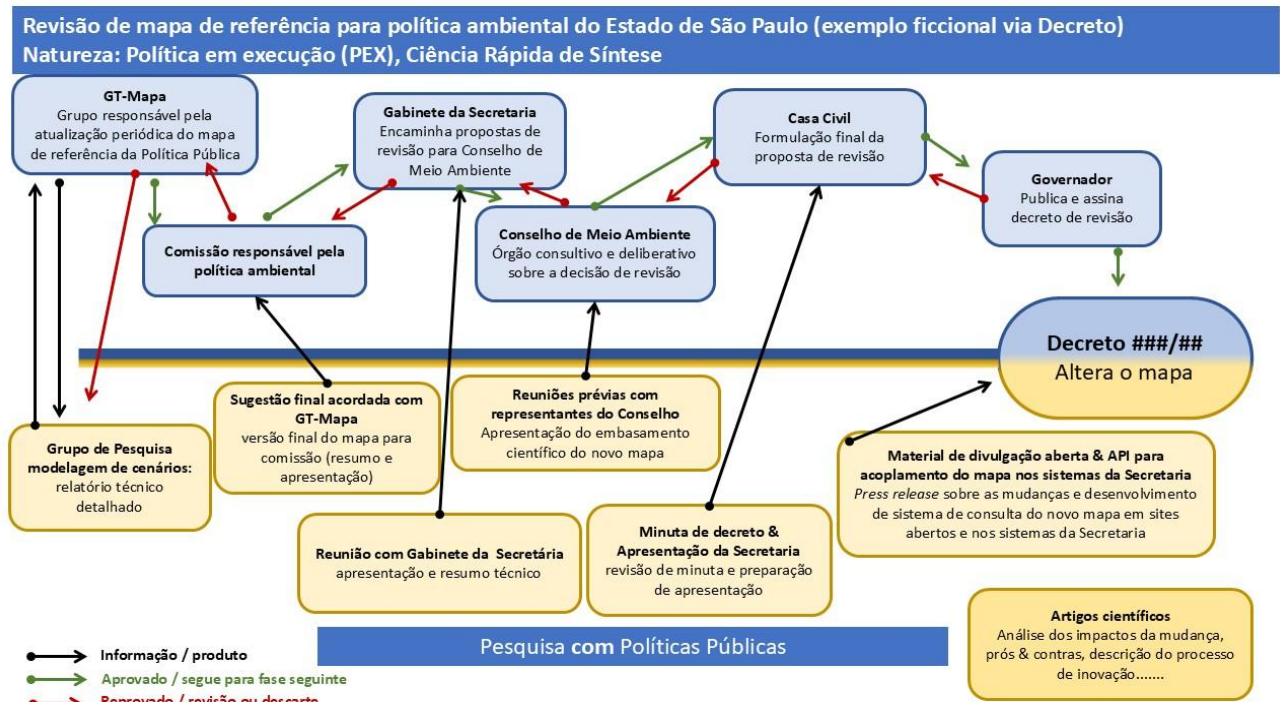 Revisão de mapa de referência para política ambiental do Estado de São Paulo (exemplo ficcional via Decreto)
Natureza: Política em execução (PEX), Ciência Rápida de Síntese
GT-Mapa
Grupo responsável pela
atualização periódica do mapa
de referência da Política Pública
Gabinete da Secretaria
Encaminha propostas de
revisão para Conselho de
Meio Ambiente
Casa Civil
Formulação final da
proposta de revisão
Governador
Publica e assina
decreto de revisão
Comissão responsável pela
política ambiental
Conselho de Meio Ambiente
Órgão consultivo e deliberativo
sobre a decisão de revisão
Decreto ###/##
Altera o mapa
Grupo de Pesquisa
modelagem de cenários:
relatório técnico
detalhado
Sugestão final acordada com
GT-Mapa
versão final do mapa para
comissão (resumo e
apresentação)
Reuniões prévias com
representantes do Conselho
Apresentação do embasamento
científico do novo mapa
Reunião com Gabinete da Secretária
apresentação e resumo técnico
Minuta de decreto &
Apresentação da Secretaria
revisão de minuta e preparação
de apresentação
Material de divulgação aberta & API para
acoplamento do mapa nos sistemas da Secretaria
Press release sobre as mudanças e desenvolvimento
de sistema de consulta do novo mapa em sites
abertos e nos sistemas da Secretaria
Artigos científicos
Análise dos impactos da mudança,
prós & contras, descrição do processo
de inovação.......
Pesquisa com Políticas Públicas
Informação / produto
Aprovado / segue para fase seguinte
Reprovado / revisão ou descarte